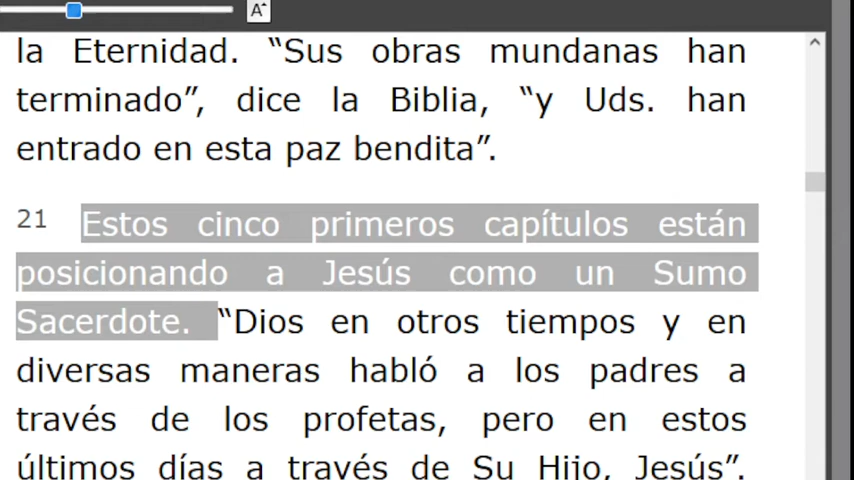 A
la Eternidad. “Sus obras mundanas han
terminado”, dice la Biblia, “y Uds. han
entrado en esta paz bendita”.
21 Estos cinco primeros capítulos están
posicionando a Jesús como un Sumo
Sacerdote. “Dios en otros tiempos y en
diversas maneras habló a los padres a
través de los profetas, pero en estos
últimos días a través de Su Hijo, Jesús”.